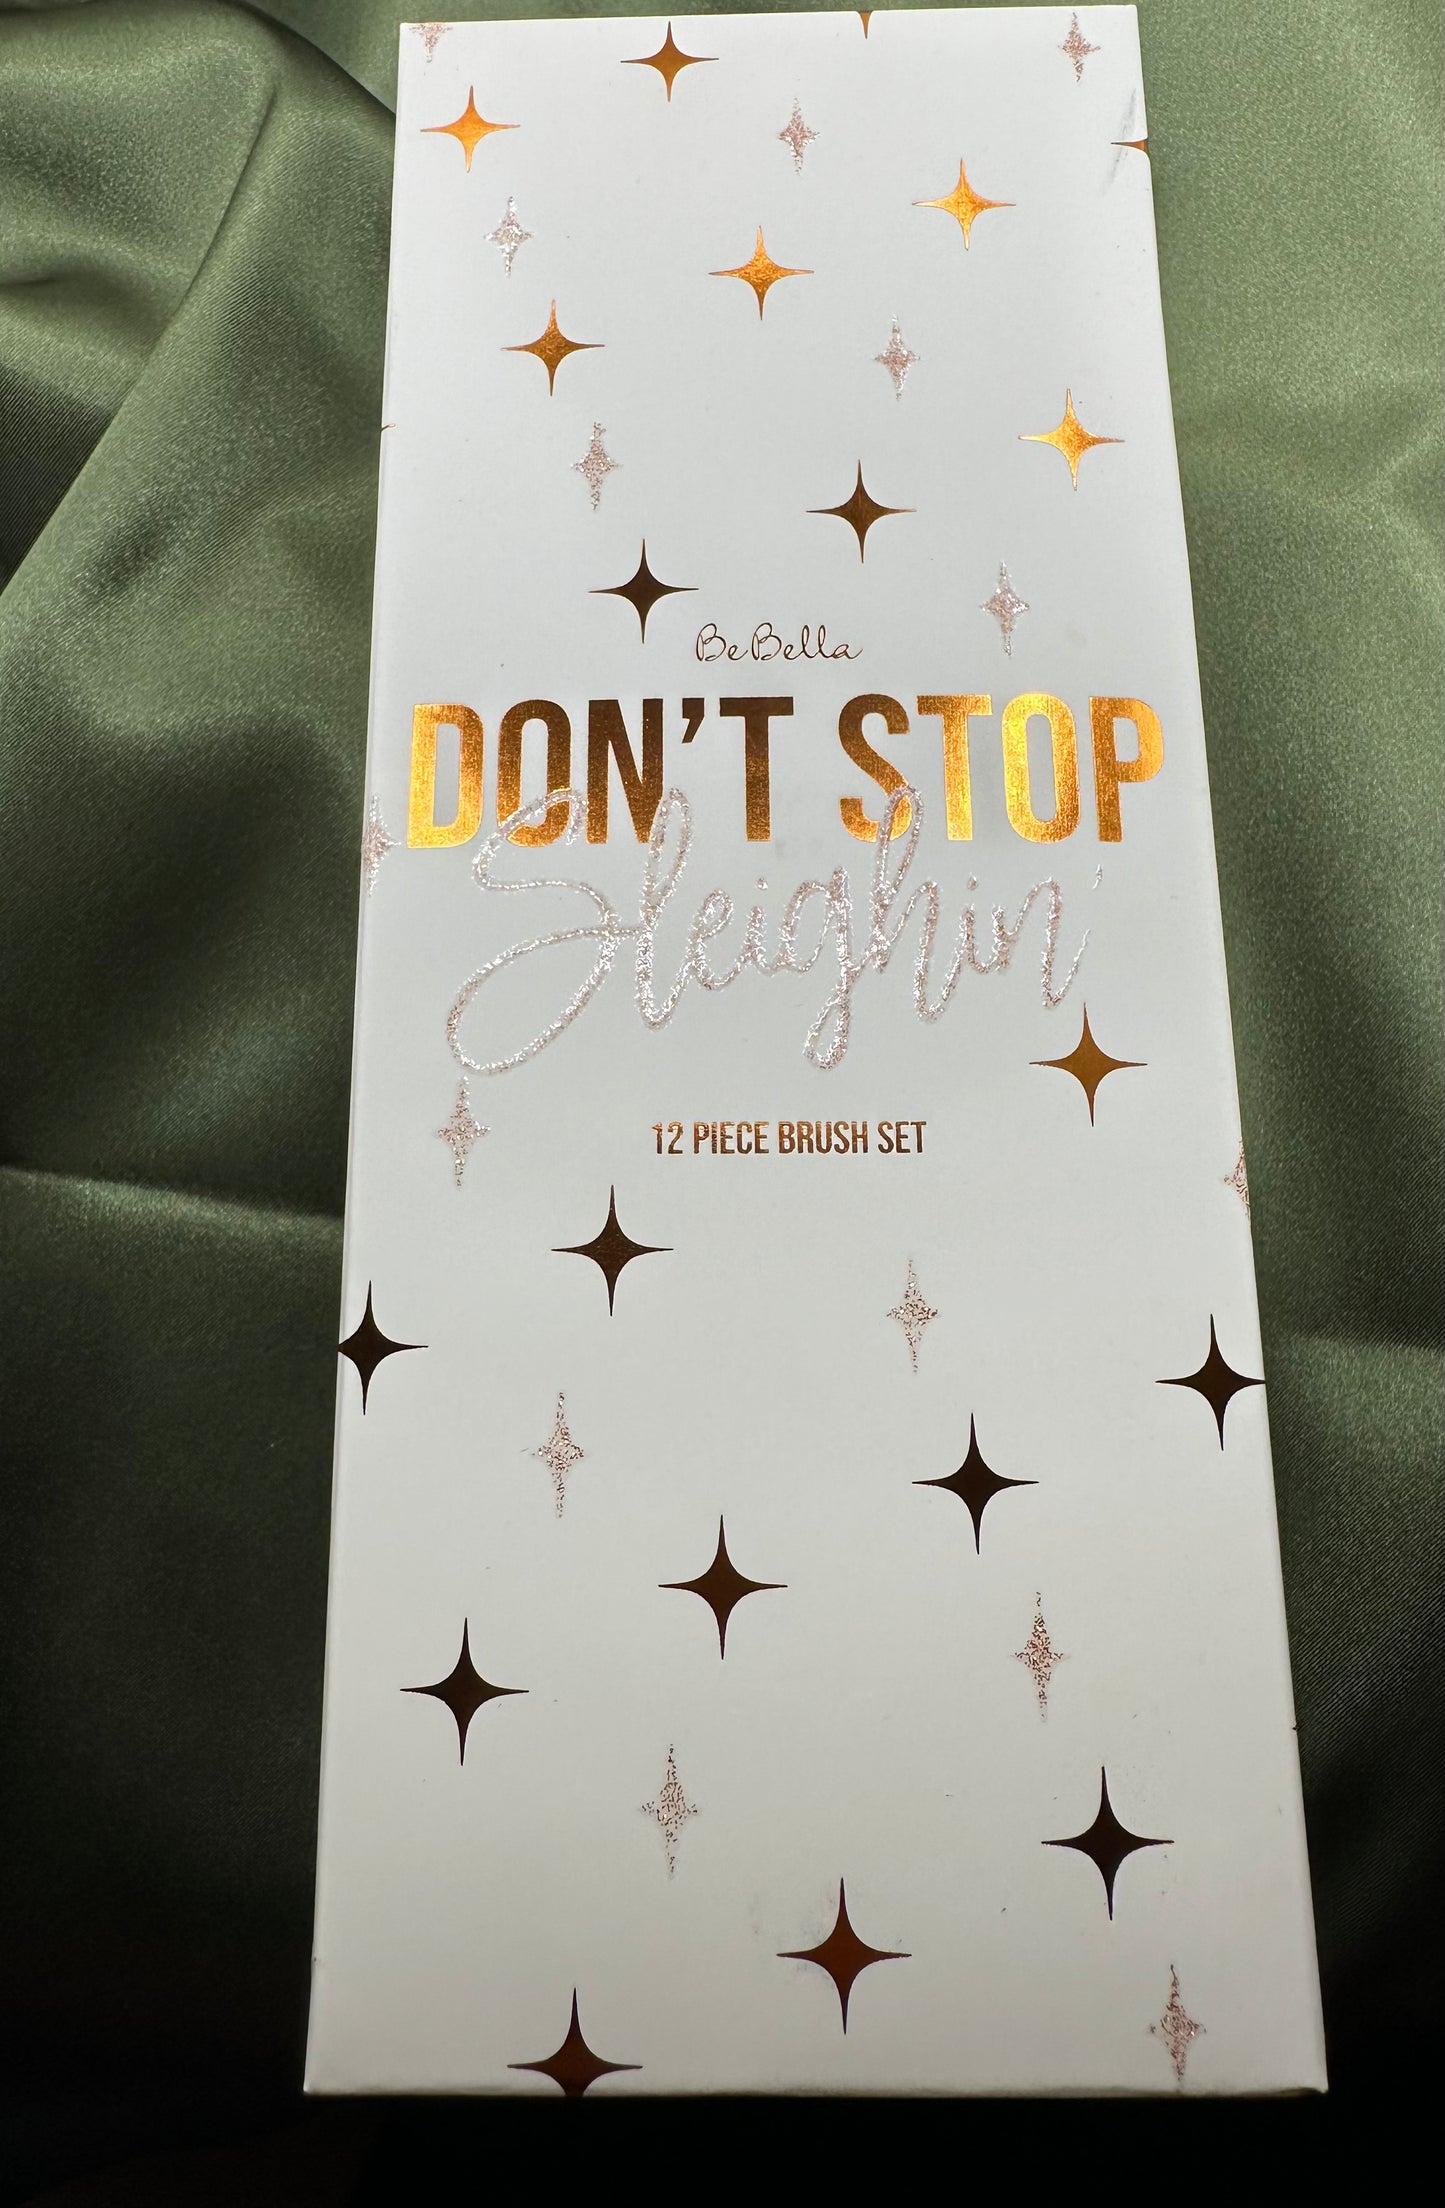 BeBella
DON'T STOP
Sleighin'
12 PIECE BRUSH SET